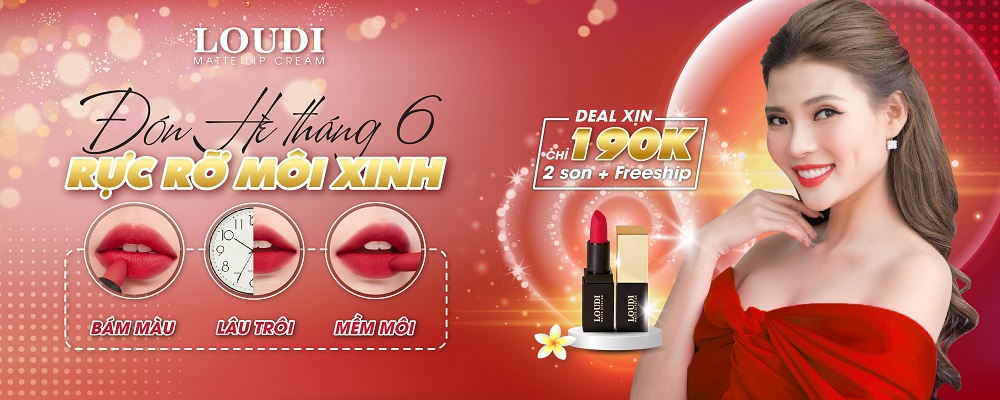 LOUDI
MATTE LIP CREAM
Đón Hè tháng 6
RỰC RỠ MÔI XINH
BÁM MÀU
LÂU TRÔI
MỀM MÔI
DEAL XỊN
CHỈ 190K
2 son + Freeship
LOUDI
LOUDI